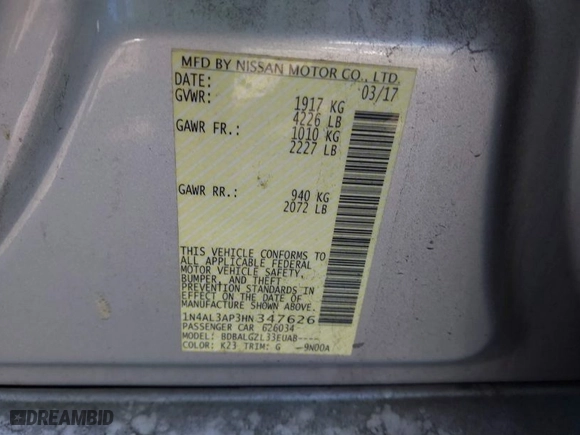 MFD BY NISSAN MOTOR CO., LTD.
DATE: 03/17
GVWR: 1917 KG
4226 LB
GAWR FR.: 1010 KG
2227 LB
GAWR RR.: 940 KG
2072 LB
THIS VEHICLE CONFORMS TO
ALL APPLICABLE FEDERAL
MOTOR VEHICLE SAFETY,
BUMPER, AND THEFT
PREVENTION STANDARDS IN
EFFECT ON THE DATE OF
MANUFACTURE SHOWN ABOVE.
1N4AL3AP3HN347626
PASSENGER CAR 626034
MODEL: BDBALGZL33EUAB----
COLOR: K23 TRIM: G -9NDOA
DREAMBID